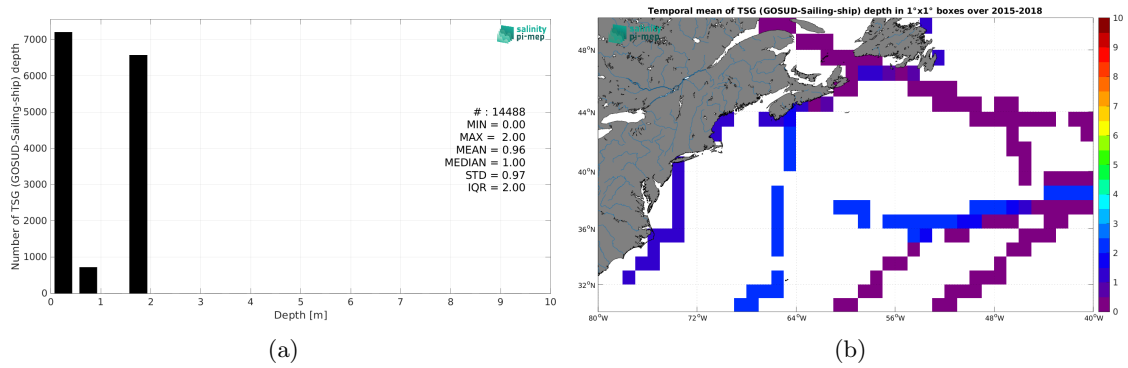 Number of TSG (GOSUD-Sailing-ship) depth
7000
6000
5000
4000
3000
2000
1000
0
0 1 2 3 4 5 6 7 8 9 10
Depth [m]
salinity
pi-mep
# : 14488
MIN = 0.00
MAX = 2.00
MEAN = 0.96
MEDIAN = 1.00
STD = 0.97
IQR = 2.00
(a)
Temporal mean of TSG (GOSUD-Sailing-ship) depth in 1°x1° boxes over 2015-2018
salinity
pi-mep
48°N
44°N
40°N
36°N
32°N
80°W 72°W 64°W 56°W 48°W 40°W
10
9
8
7
6
5
4
3
2
1
0
(b)